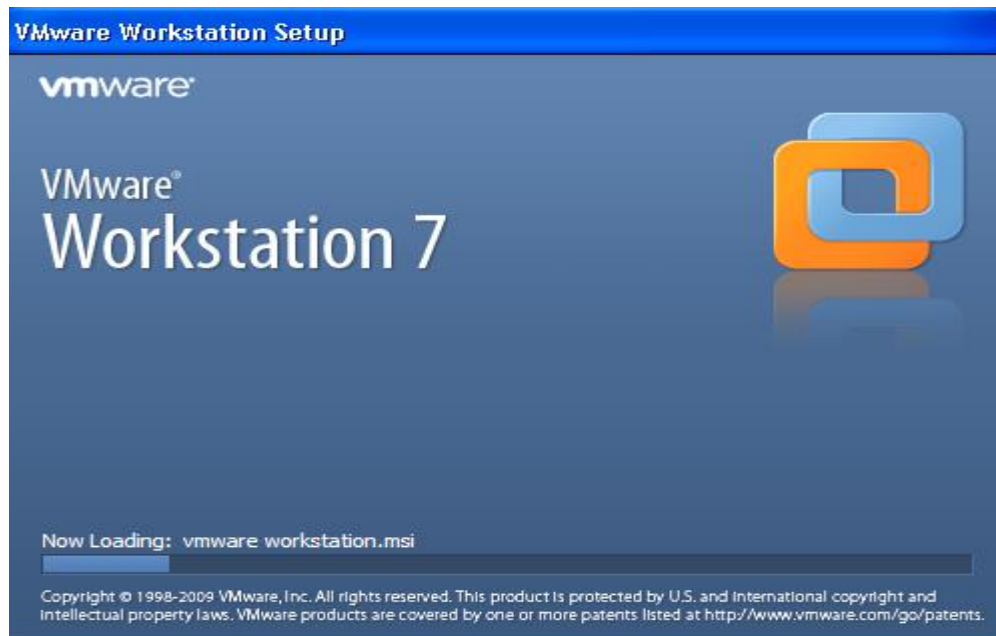 VMware Workstation Setup
vmware®
VMware®
Workstation 7
Now Loading: vmware workstation.msi
Copyright © 1998-2009 VMware, Inc. All rights reserved. This product is protected by U.S. and international copyright and
intellectual property laws. VMware products are covered by one or more patents listed at http://www.vmware.com/go/patents.